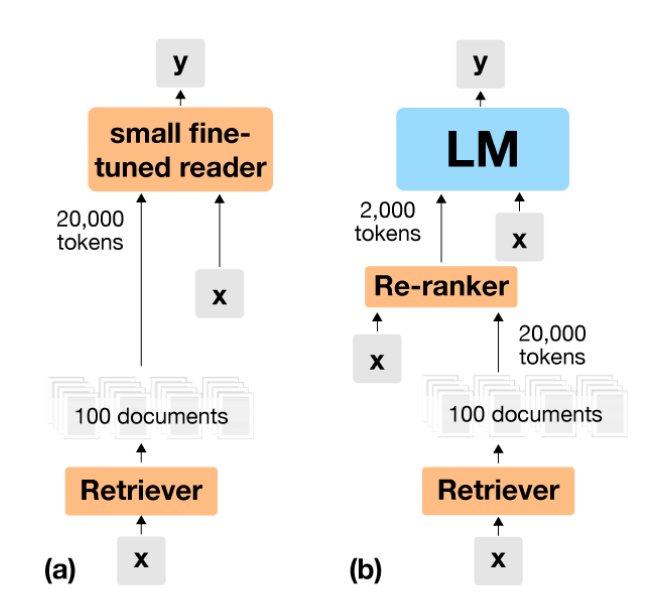 y
small fine-
tuned reader
20,000
tokens
x
100 documents
Retriever
x
(a)
y
LM
2,000
tokens
x
Re-ranker
x
20,000
tokens
100 documents
Retriever
x
(b)